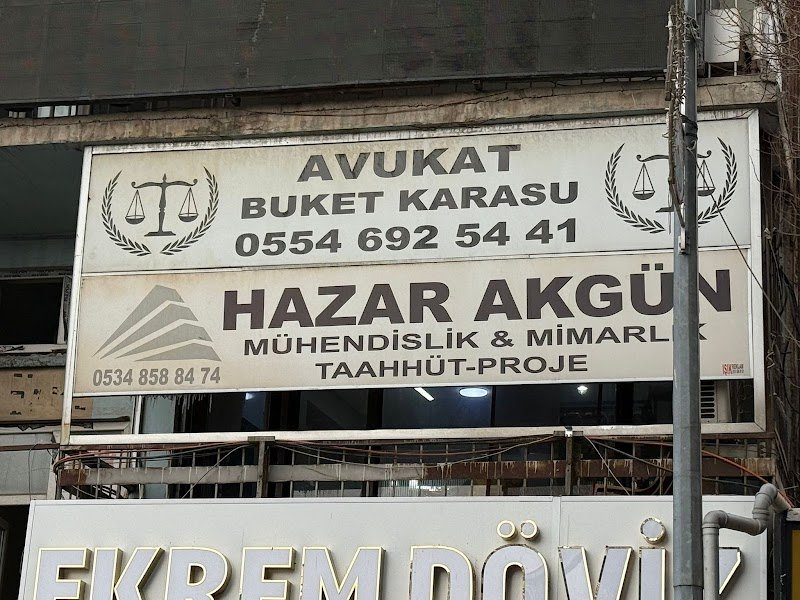 AVUKAT
BUKET KARASU
0554 692 54 41
HAZAR AKGÜN
MÜHENDİSLİK & MİMARLIK
TAAHHÜT-PROJE
0534 858 84 74
IŞIK
EKREM DÖVİZ